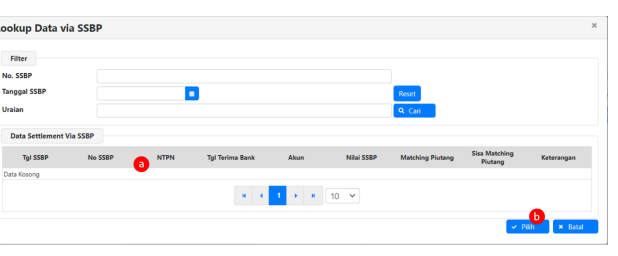 Lookup Data via SSBP
Filter
No. SSBP
Tanggal SSBP
Reset
Uraian
Cari
Data Settlement Via SSBP
Tgl SSBP No SSBP NTPN Tgl Terima Bank Akun Nilai SSBP Matching Piutang Sisa Matching Piutang Keterangan
a
Data Kosong
1 10
b
Pilih Batal